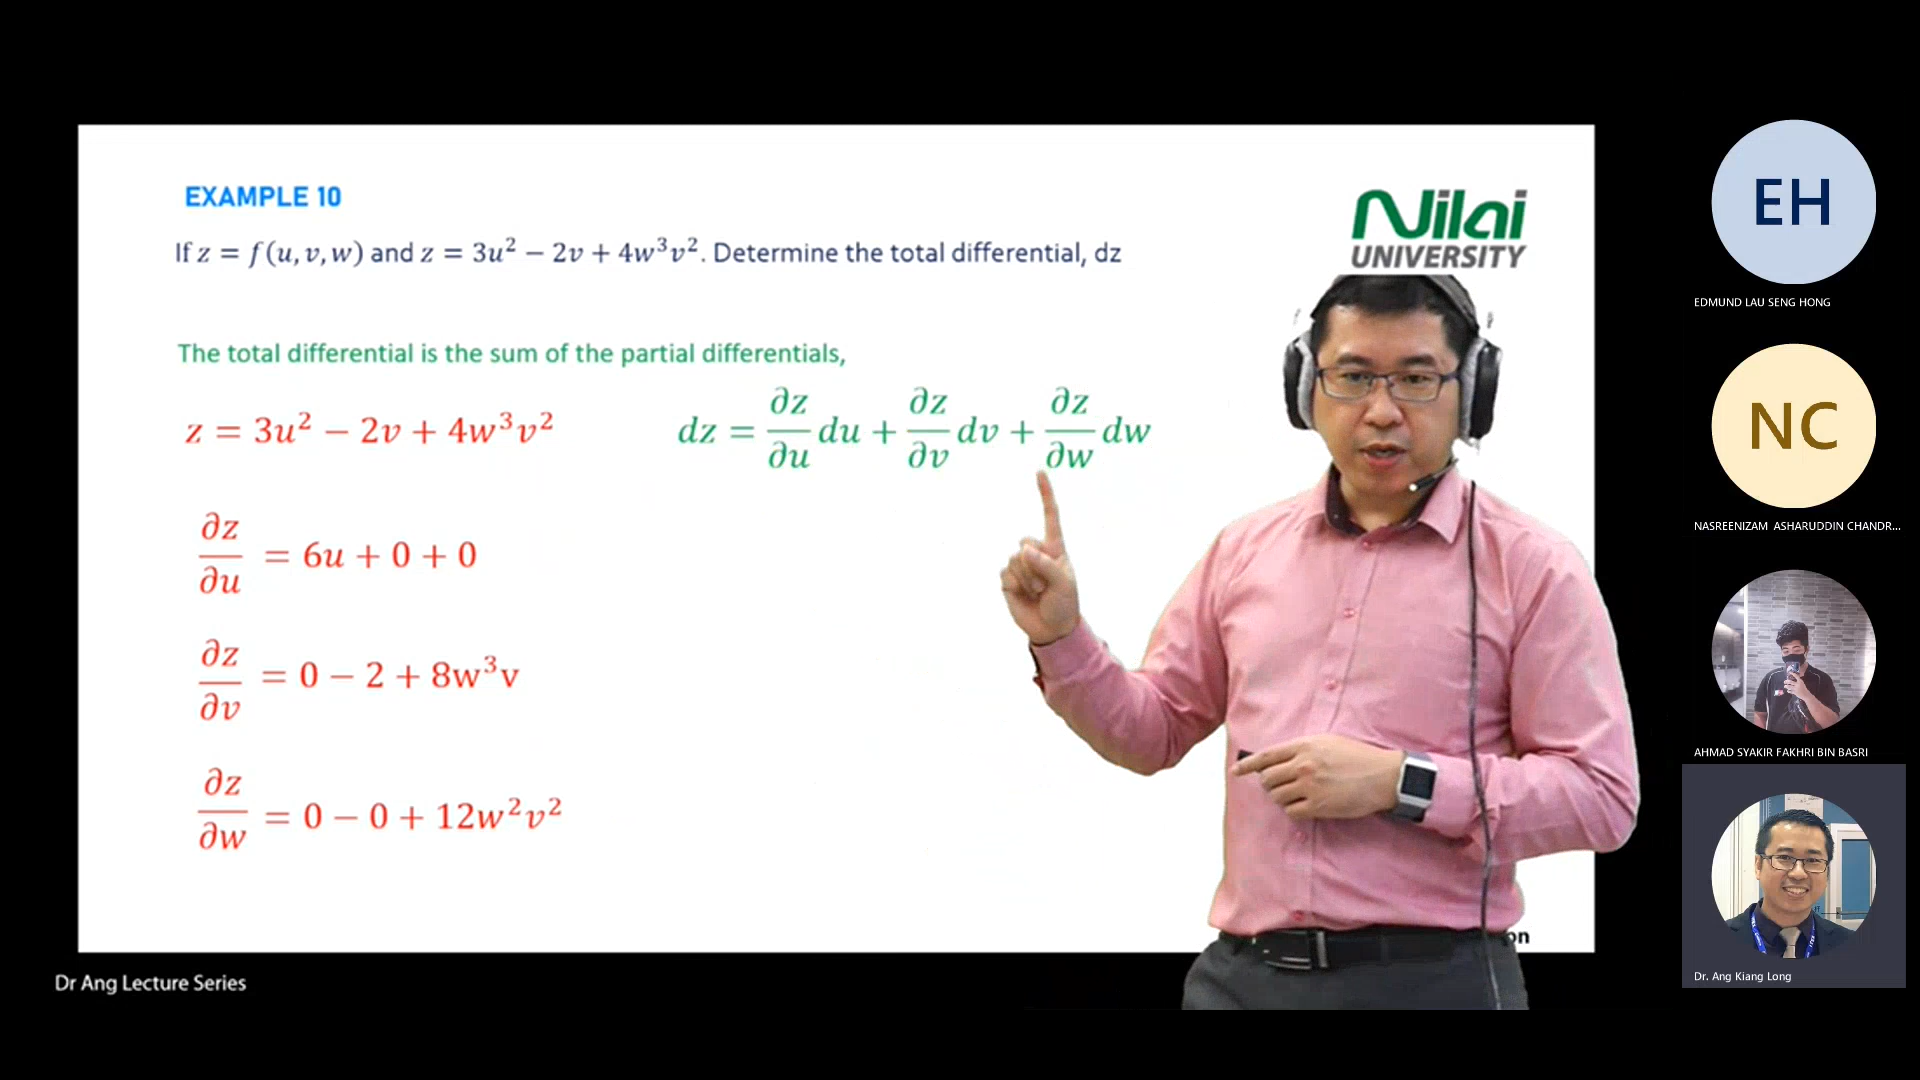 EXAMPLE 10
If z = f(u, v, w) and z = 3u² − 2v + 4w³v². Determine the total differential, dz
The total differential is the sum of the partial differentials,
z = 3u² − 2v + 4w³v²
dz = ∂z/∂u du + ∂z/∂v dv + ∂z/∂w dw
∂z/∂u = 6u + 0 + 0
∂z/∂v = 0 − 2 + 8w³v
∂z/∂w = 0 − 0 + 12w²v²
Nilai
UNIVERSITY
Dr Ang Lecture Series
EH
EDMUND LAU SENG HONG
NC
NASREENIZAM ASHARUDDIN CHANDR...
AHMAD SYAKIR FAKHRI BIN BASRI
Dr. Ang Kiang Long